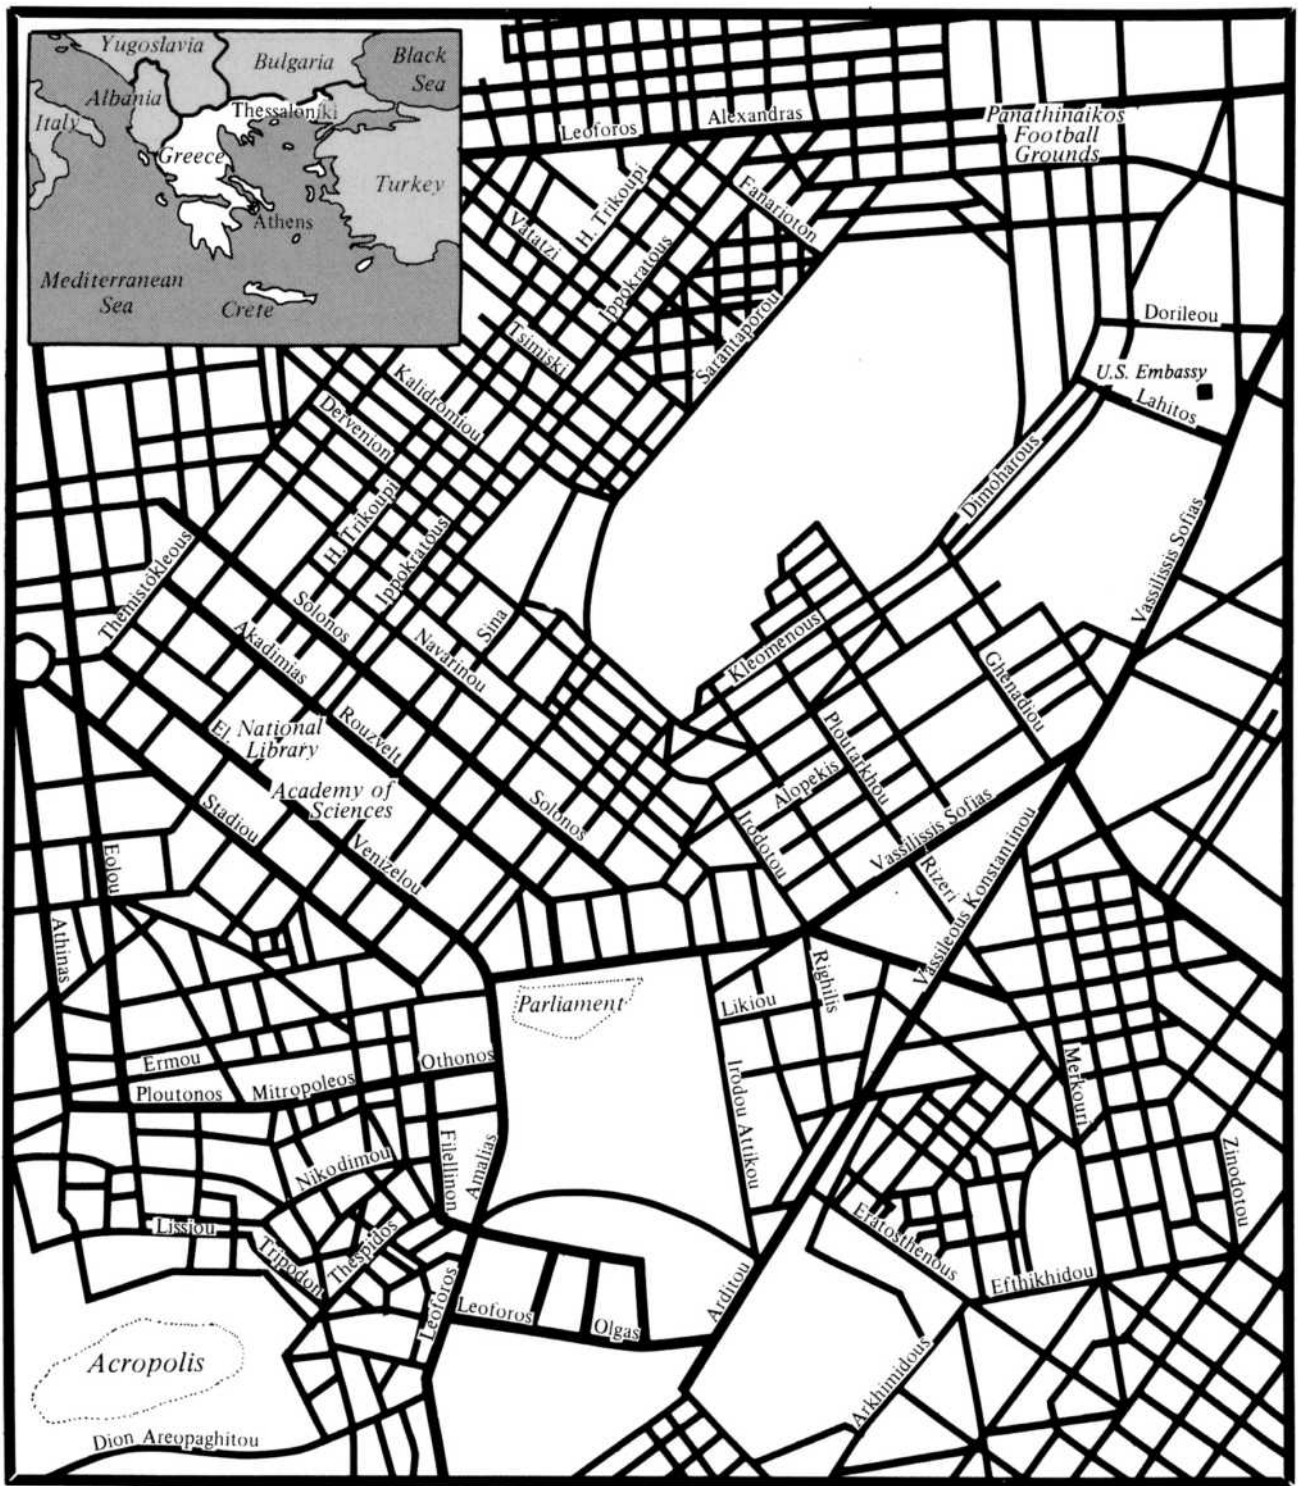 Yugoslavia
Bulgaria
Black
Sea
Albania
Thessaloniki
Italy
Greece
Turkey
Athens
Mediterranean
Sea
Crete
Leoforos
Alexandras
Panathinaikos
Football
Grounds
H. Trikoupi
Fanarioton
Vatatzi
Ippokratous
Sarantaporou
Tsimiski
Dorileou
U.S. Embassy
Lahitos
Kalidromiou
Dervenion
Dimoharous
H. Trikoupi
Ippokratous
Vassilissis Sofias
Themistokleous
Solonos
Sina
Akadimias
Navarinou
Kleomenous
Ghenadiou
El.
National
Library
Rouzvelt
Ploutarkhou
Academy of
Sciences
Alopekis
Stadiou
Solonos
Irodotou
Vassilissis Sofias
Venizelou
Eolou
Rizeri
Vassileous Konstantinou
Athinas
Parliament
Righilis
Likiou
Ermou
Othonos
Ploutonos
Mitropoleos
Irodou Attikou
Merkouri
Nikodimou
Filellinon
Amalias
Zinodotou
Lissiou
Tripodon
Thespidos
Eratosthenous
Efthikhidou
Leoforos
Leoforos
Olgas
Arditou
Acropolis
Arkhimidous
Dion Areopaghitou